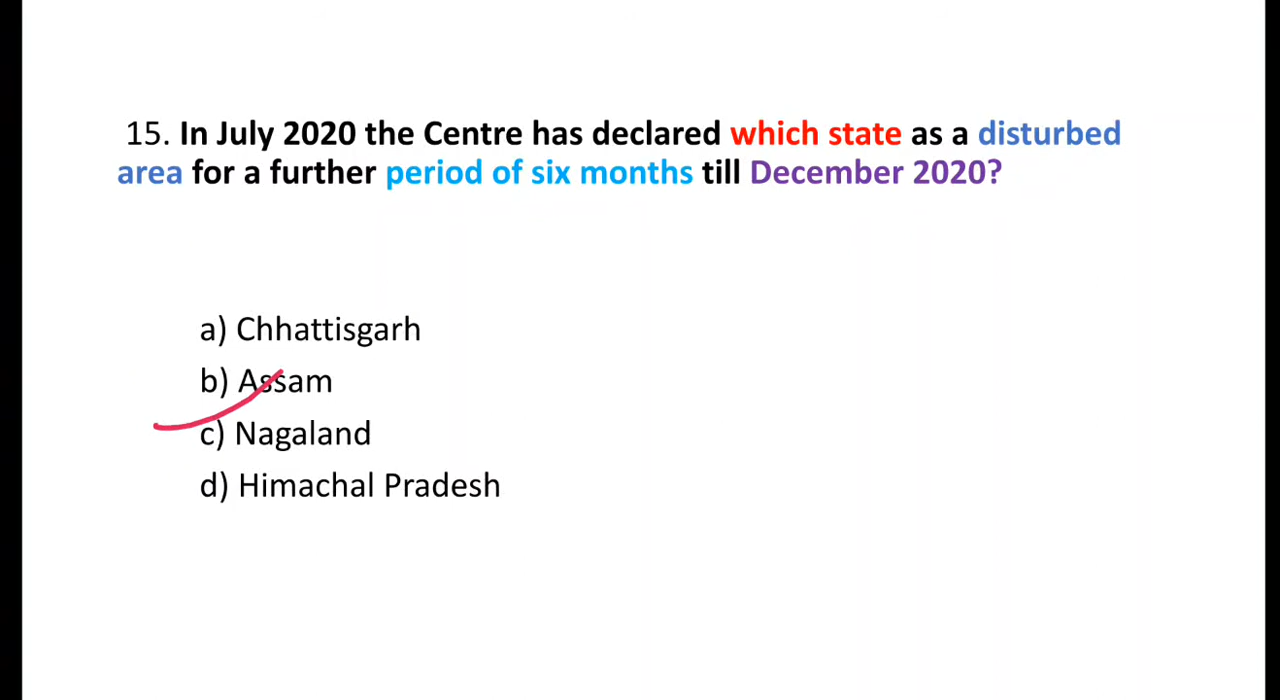 15. In July 2020 the Centre has declared which state as a disturbed
area for a further period of six months till December 2020?
a) Chhattisgarh
b) Assam
c) Nagaland
d) Himachal Pradesh